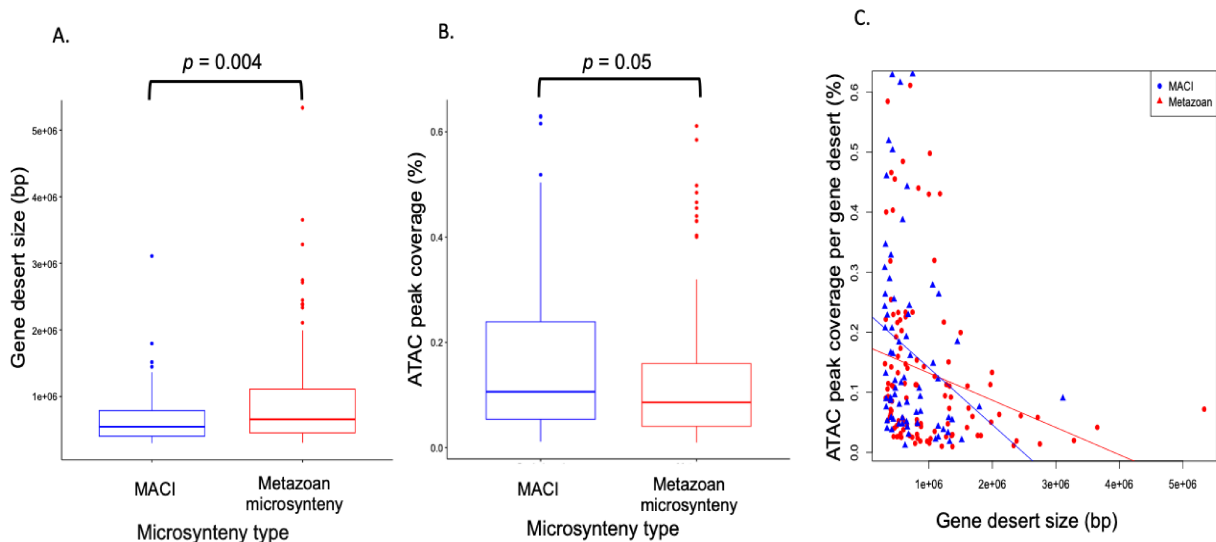 A.
p = 0.004
Gene desert size (bp)
5e+06
4e+06
3e+06
2e+06
1e+06
MACI
Metazoan
microsynteny
Microsynteny type
B.
p = 0.05
ATAC peak coverage (%)
0.6
0.4
0.2
0.0
MACI
Metazoan
microsynteny
Microsynteny type
C.
ATAC peak coverage per gene desert (%)
0.6
0.5
0.4
0.3
0.2
0.1
0.0
MACI
Metazoan
1e+06 2e+06 3e+06 4e+06 5e+06
Gene desert size (bp)